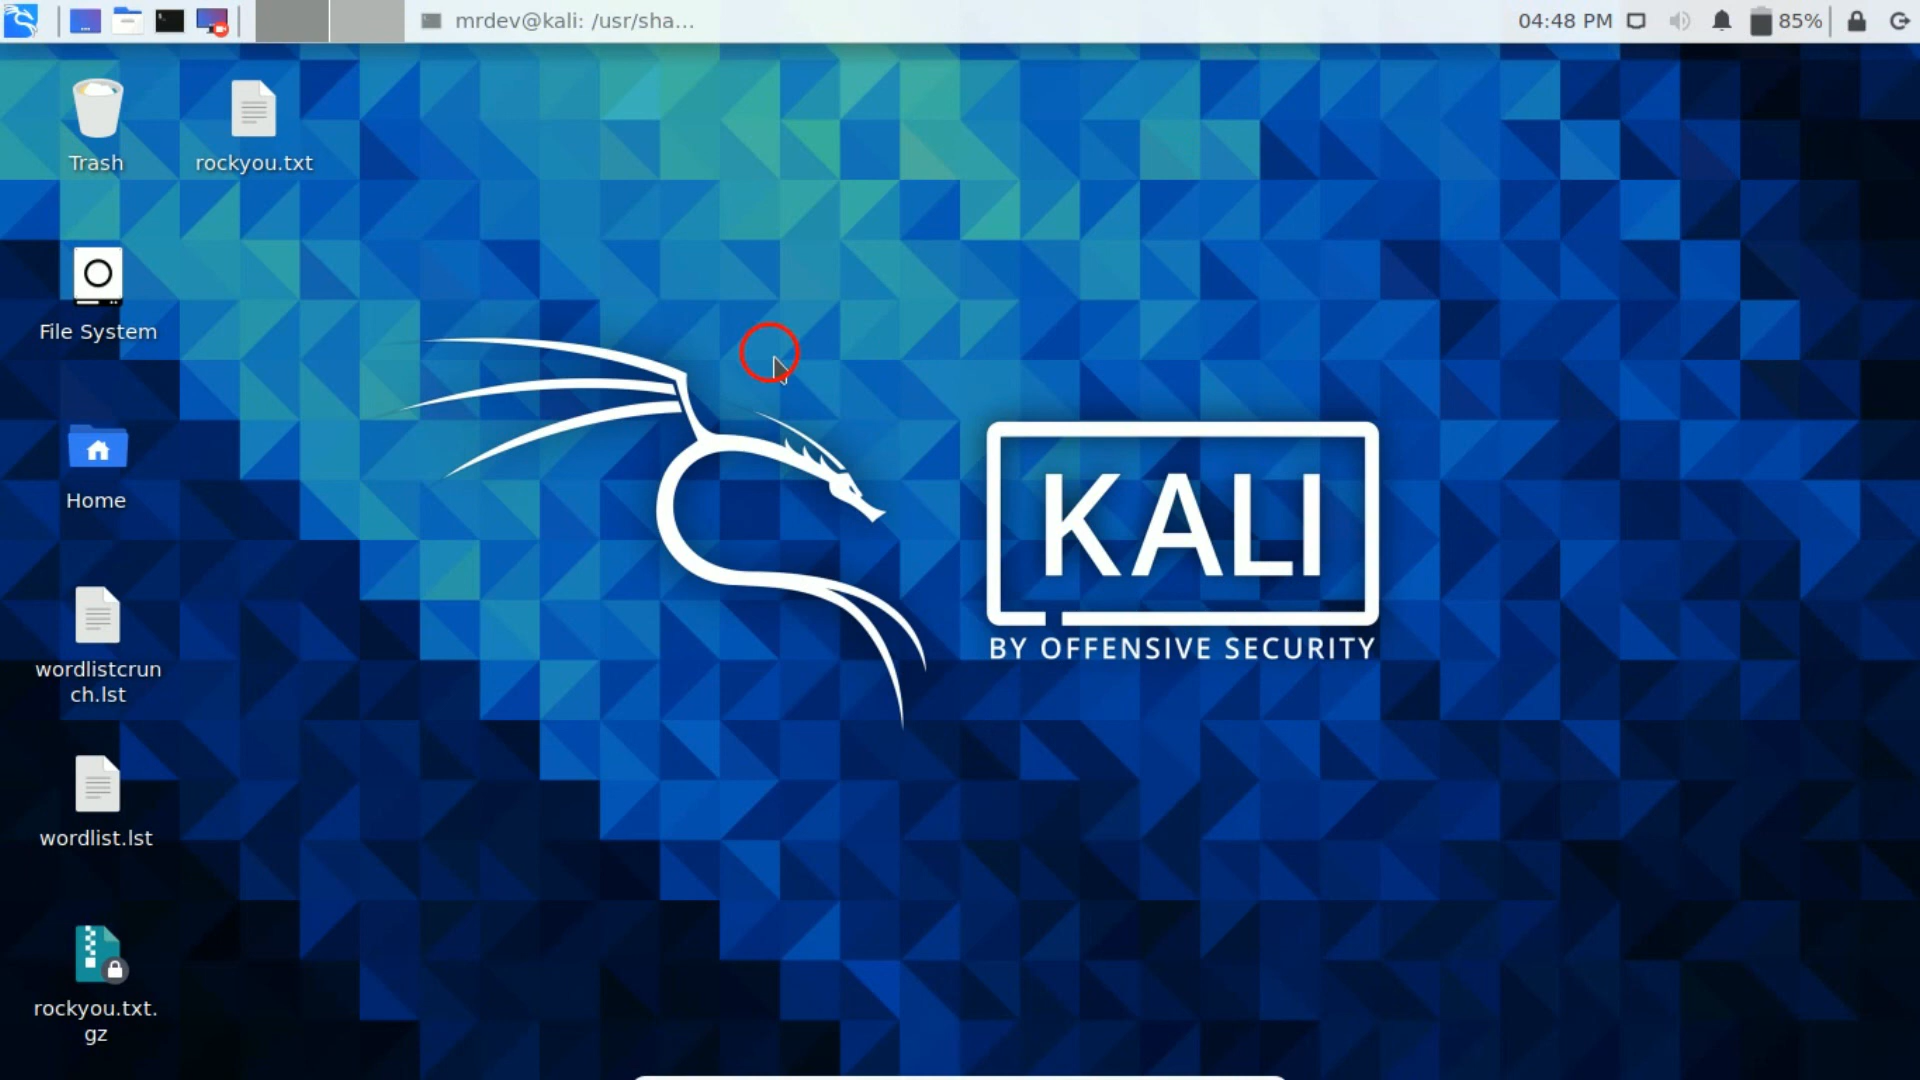 mrdev@kali: /usr/sha...
04:48 PM
85%
Trash
rockyou.txt
File System
Home
wordlistcrun
ch.lst
wordlist.lst
rockyou.txt.
gz
KALI
BY OFFENSIVE SECURITY